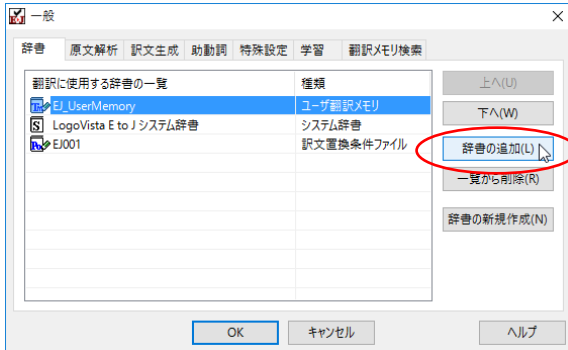 一般
辞書 原文解析 訳文生成 助動詞 特殊設定 学習 翻訳メモリ検索
翻訳に使用する辞書の一覧 種類
EJ_UserMemory ユーザ翻訳メモリ
LogoVista E to J システム辞書 システム辞書
EJ001 訳文置換条件ファイル
上へ(U)
下へ(W)
辞書の追加(L)
一覧から削除(R)
辞書の新規作成(N)
OK キャンセル ヘルプ